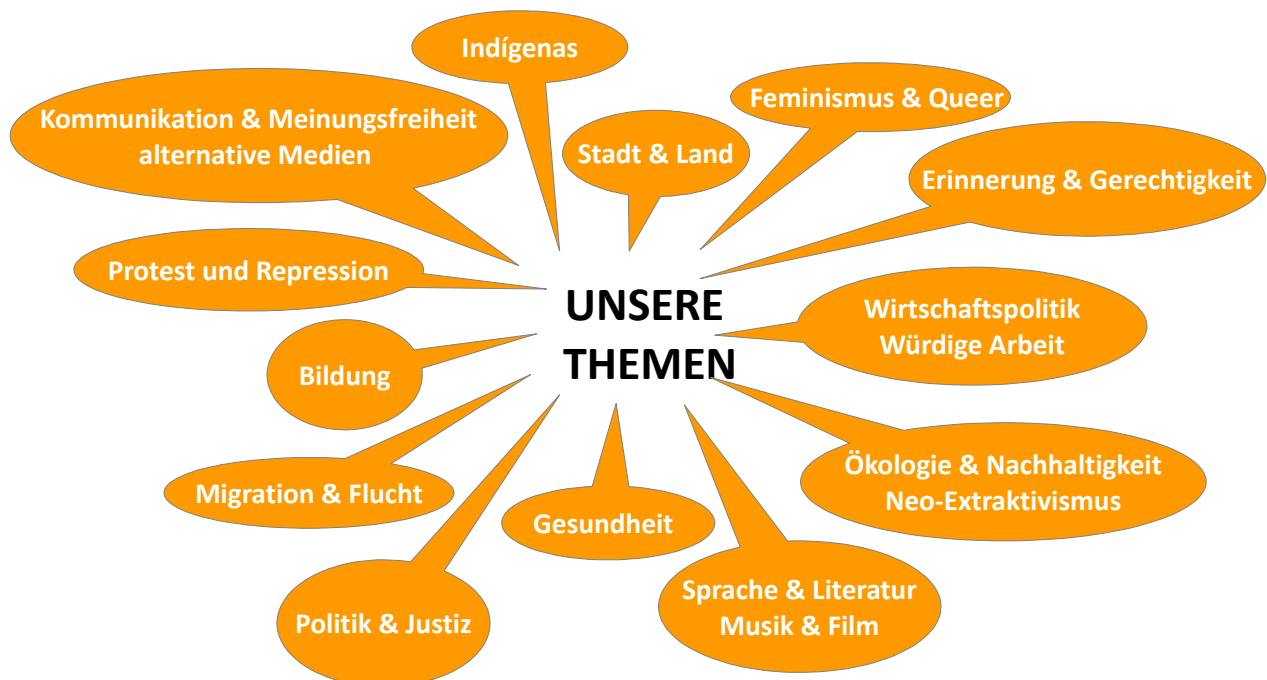 Indígenas
Feminismus & Queer
Kommunikation & Meinungsfreiheit
alternative Medien
Stadt & Land
Erinnerung & Gerechtigkeit
Protest und Repression
UNSERE
THEMEN
Wirtschaftspolitik
Würdige Arbeit
Bildung
Ökologie & Nachhaltigkeit
Neo-Extraktivismus
Migration & Flucht
Gesundheit
Sprache & Literatur
Musik & Film
Politik & Justiz